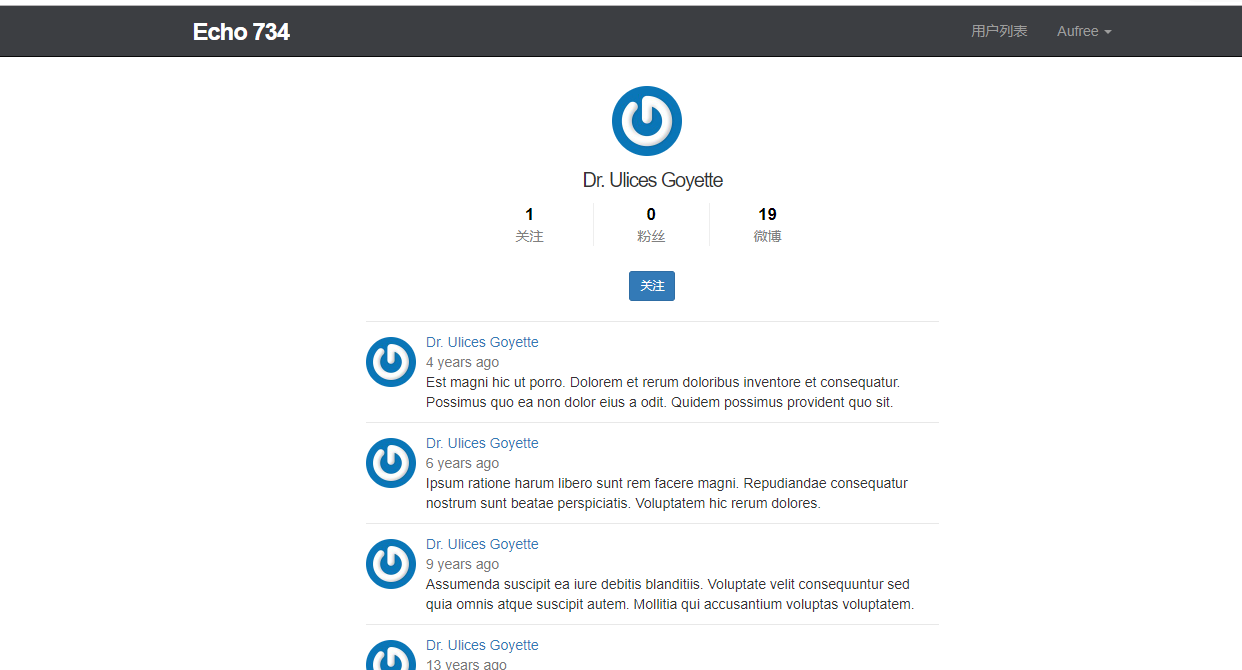 Echo 734
用户列表
Aufree
Dr. Ulices Goyette
1
0
19
关注
粉丝
微博
关注
Dr. Ulices Goyette
4 years ago
Est magni hic ut porro. Dolorem et rerum doloribus inventore et consequatur.
Possimus quo ea non dolor eius a odit. Quidem possimus provident quo sit.
Dr. Ulices Goyette
6 years ago
Ipsum ratione harum libero sunt rem facere magni. Repudiandae consequatur
nostrum sunt beatae perspiciatis. Voluptatem hic rerum dolores.
Dr. Ulices Goyette
9 years ago
Assumenda suscipit ea iure debitis blanditiis. Voluptate velit consequuntur sed
quia omnis atque suscipit autem. Mollitia qui accusantium voluptas voluptatem.
Dr. Ulices Goyette
13 years ago